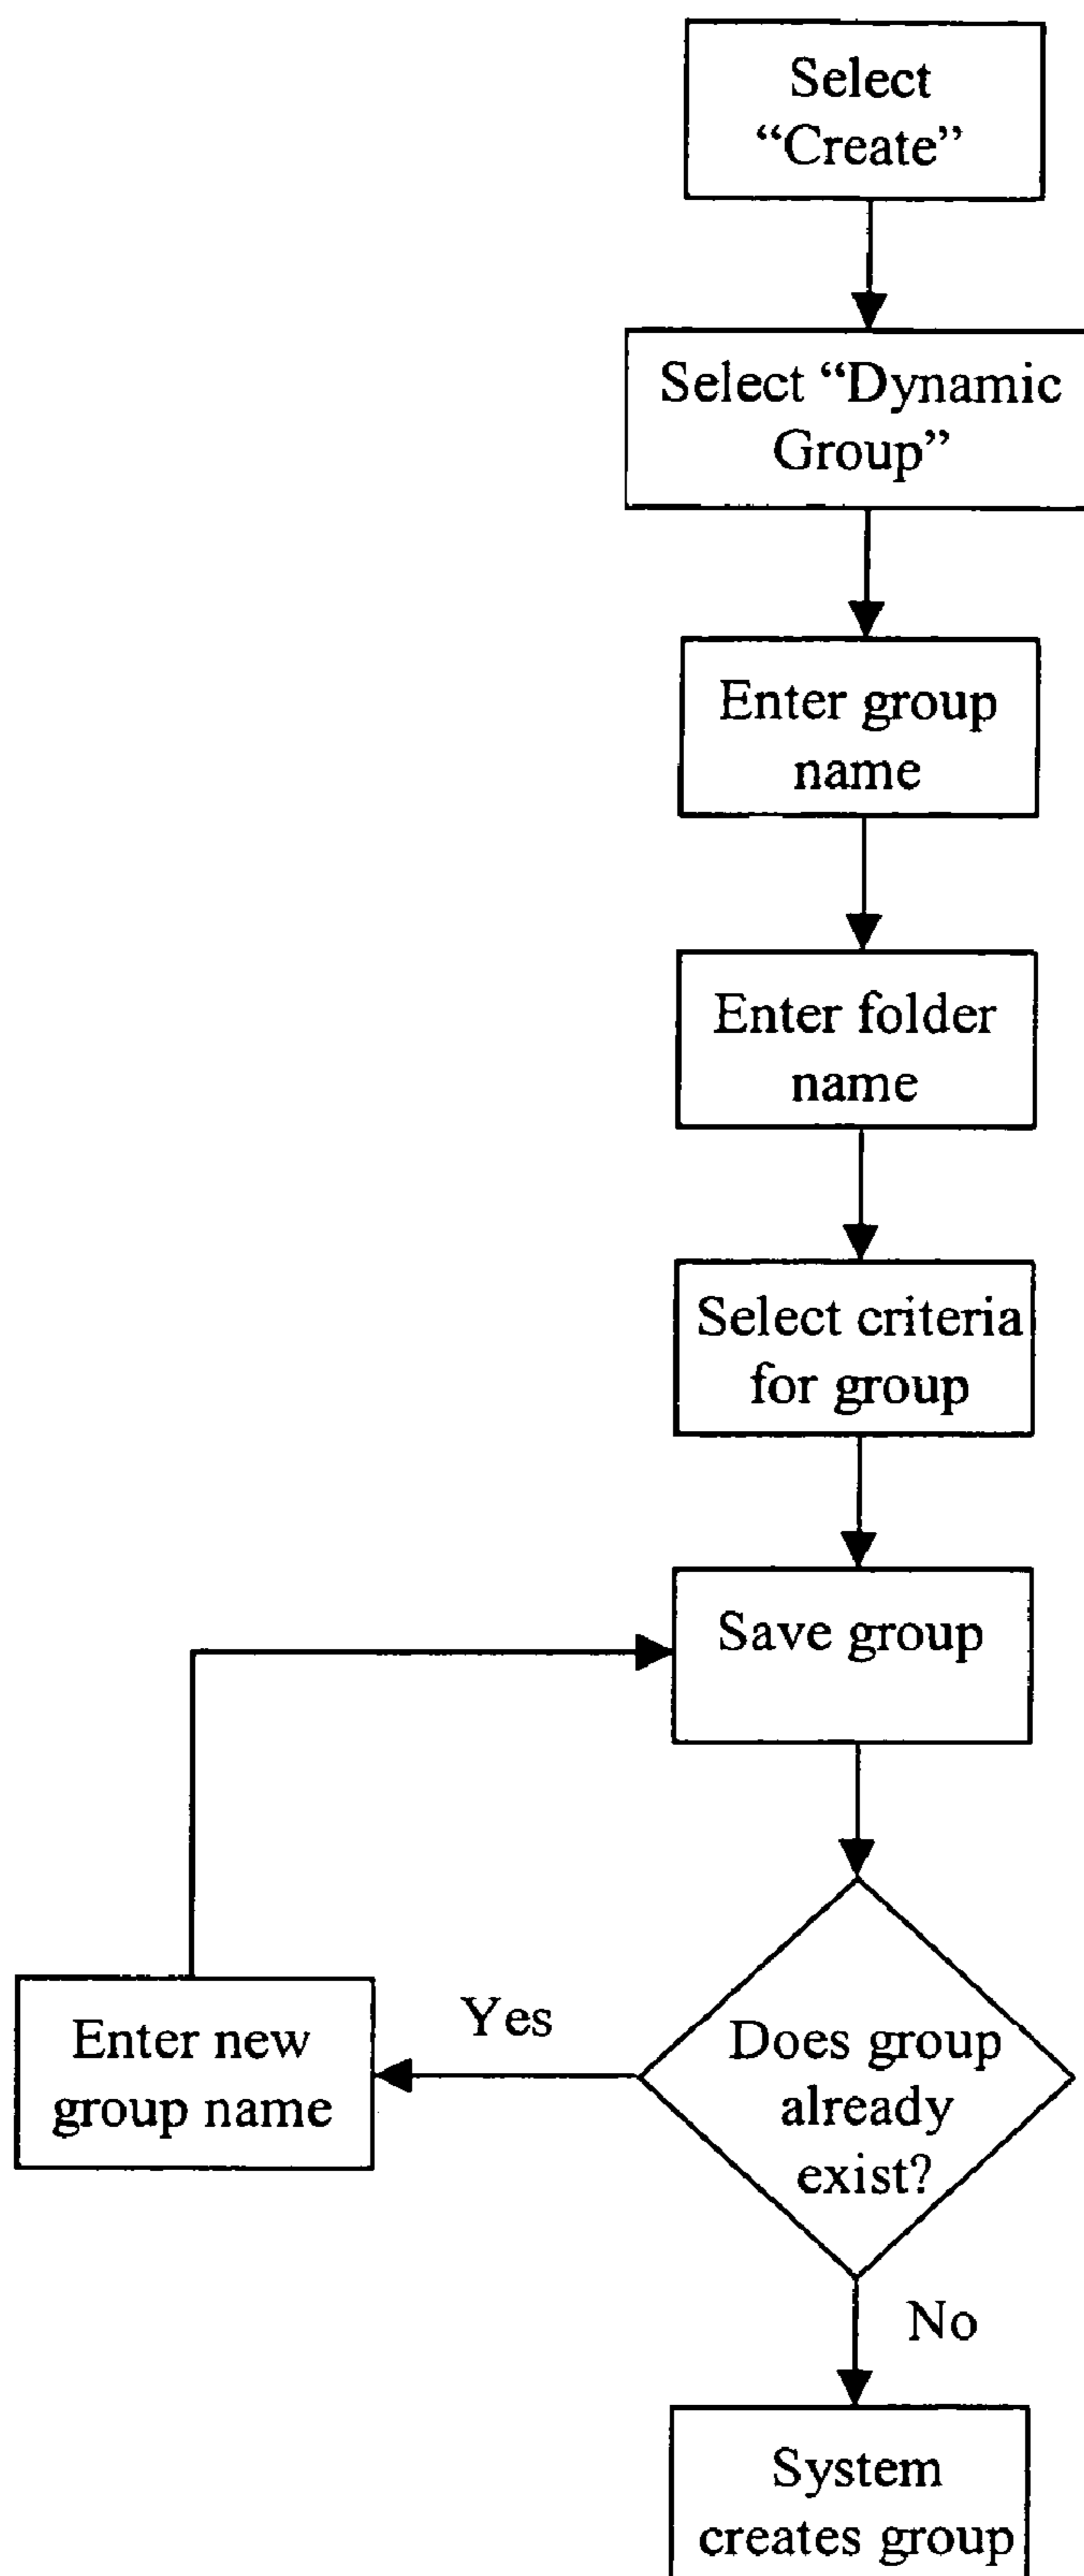 Select
“Create”
Select “Dynamic
Group”
Enter group
name
Enter folder
name
Select criteria
for group
Save group
Enter new
group name
Yes
Does group
already
exist?
No
System
creates group